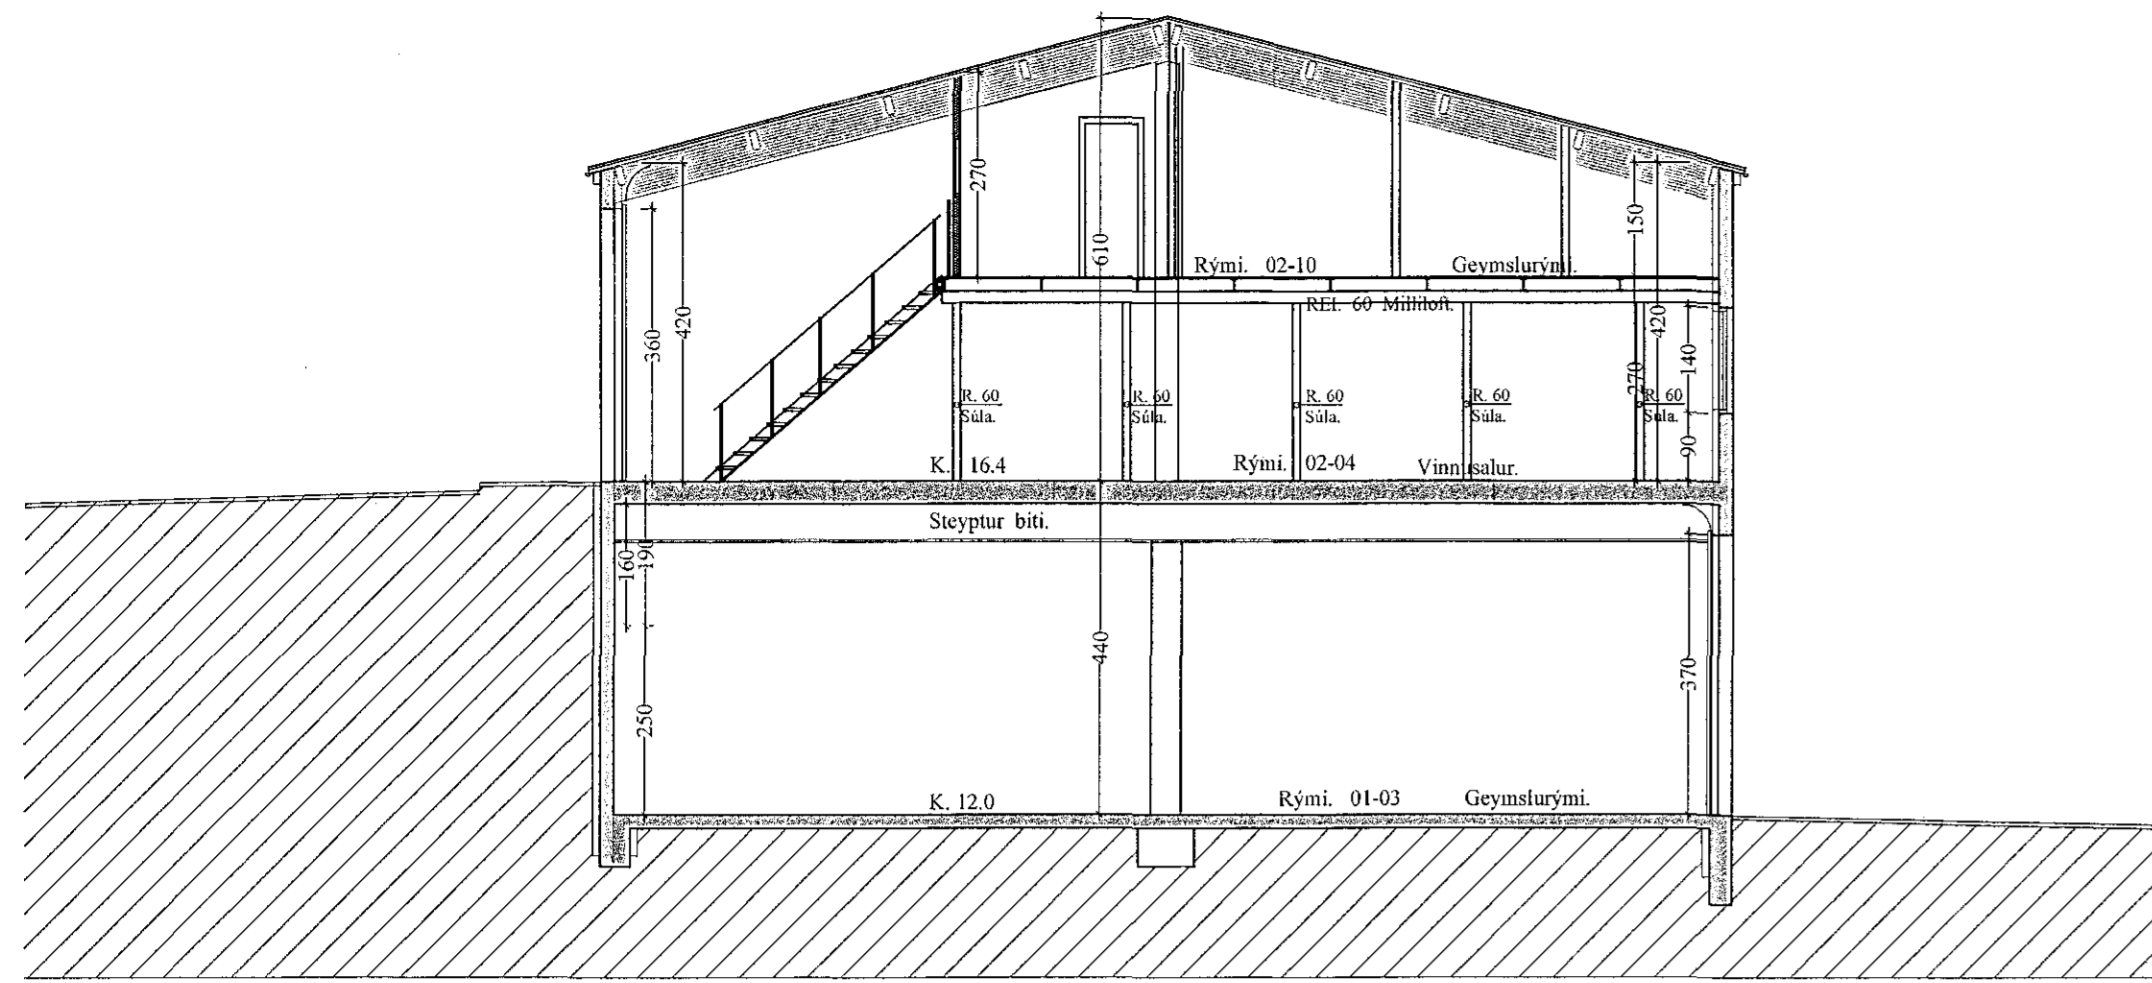 270
610
150
Rými. 02-10 Geymslurými.
REI. 60 Milliloft.
360
420
420
140
270
R. 60
Súla.
R. 60
Súla.
R. 60
Súla.
R. 60
Súla.
R. 60
Súla.
90
K. 16.4
Rými. 02-04 Vinnusalur.
Steyptur biti.
160
190
440
370
250
K. 12.0
Rými. 01-03 Geymslurými.